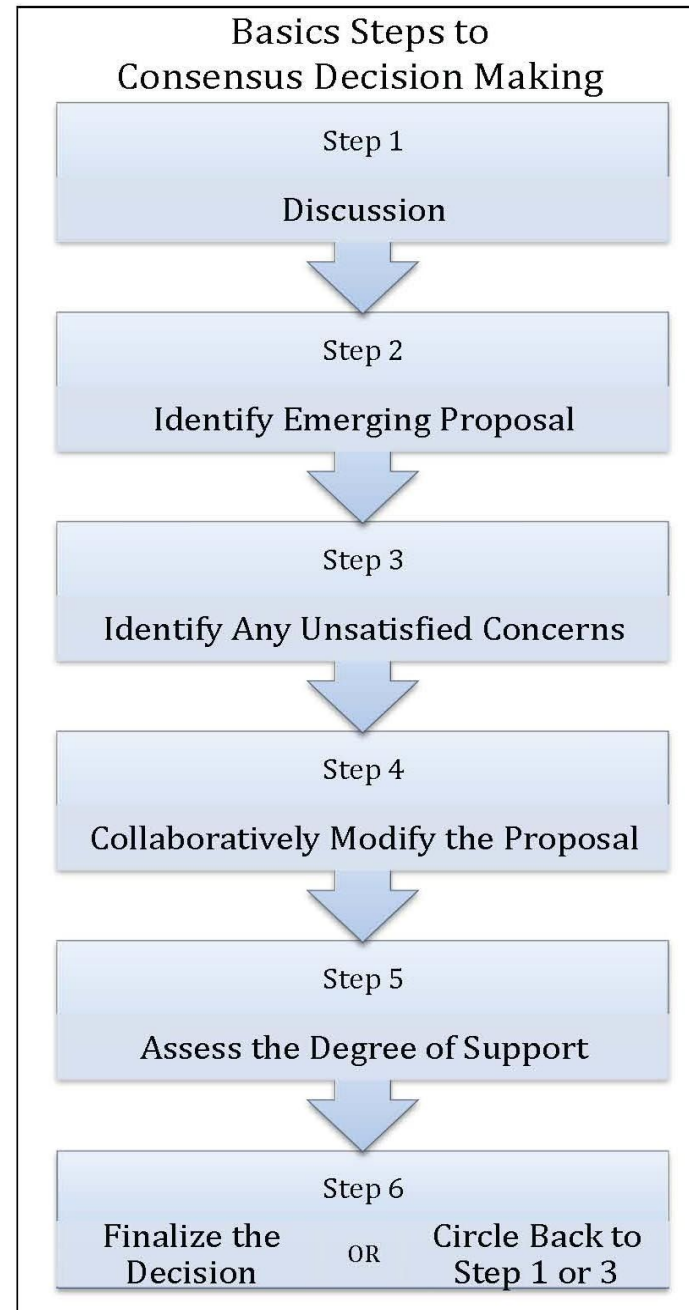 Basics Steps to
Consensus Decision Making
Step 1
Discussion
Step 2
Identify Emerging Proposal
Step 3
Identify Any Unsatisfied Concerns
Step 4
Collaboratively Modify the Proposal
Step 5
Assess the Degree of Support
Step 6
Finalize the
Decision
OR
Circle Back to
Step 1 or 3